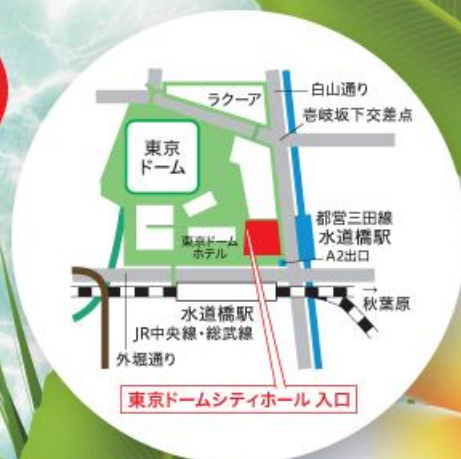 ラクーア
白山通り
壱岐坂下交差点
東京
ドーム
都営三田線
水道橋駅
A2出口
東京ドーム
ホテル
→
秋葉原
水道橋駅
JR中央線・総武線
外堀通り
東京ドームシティホール 入口